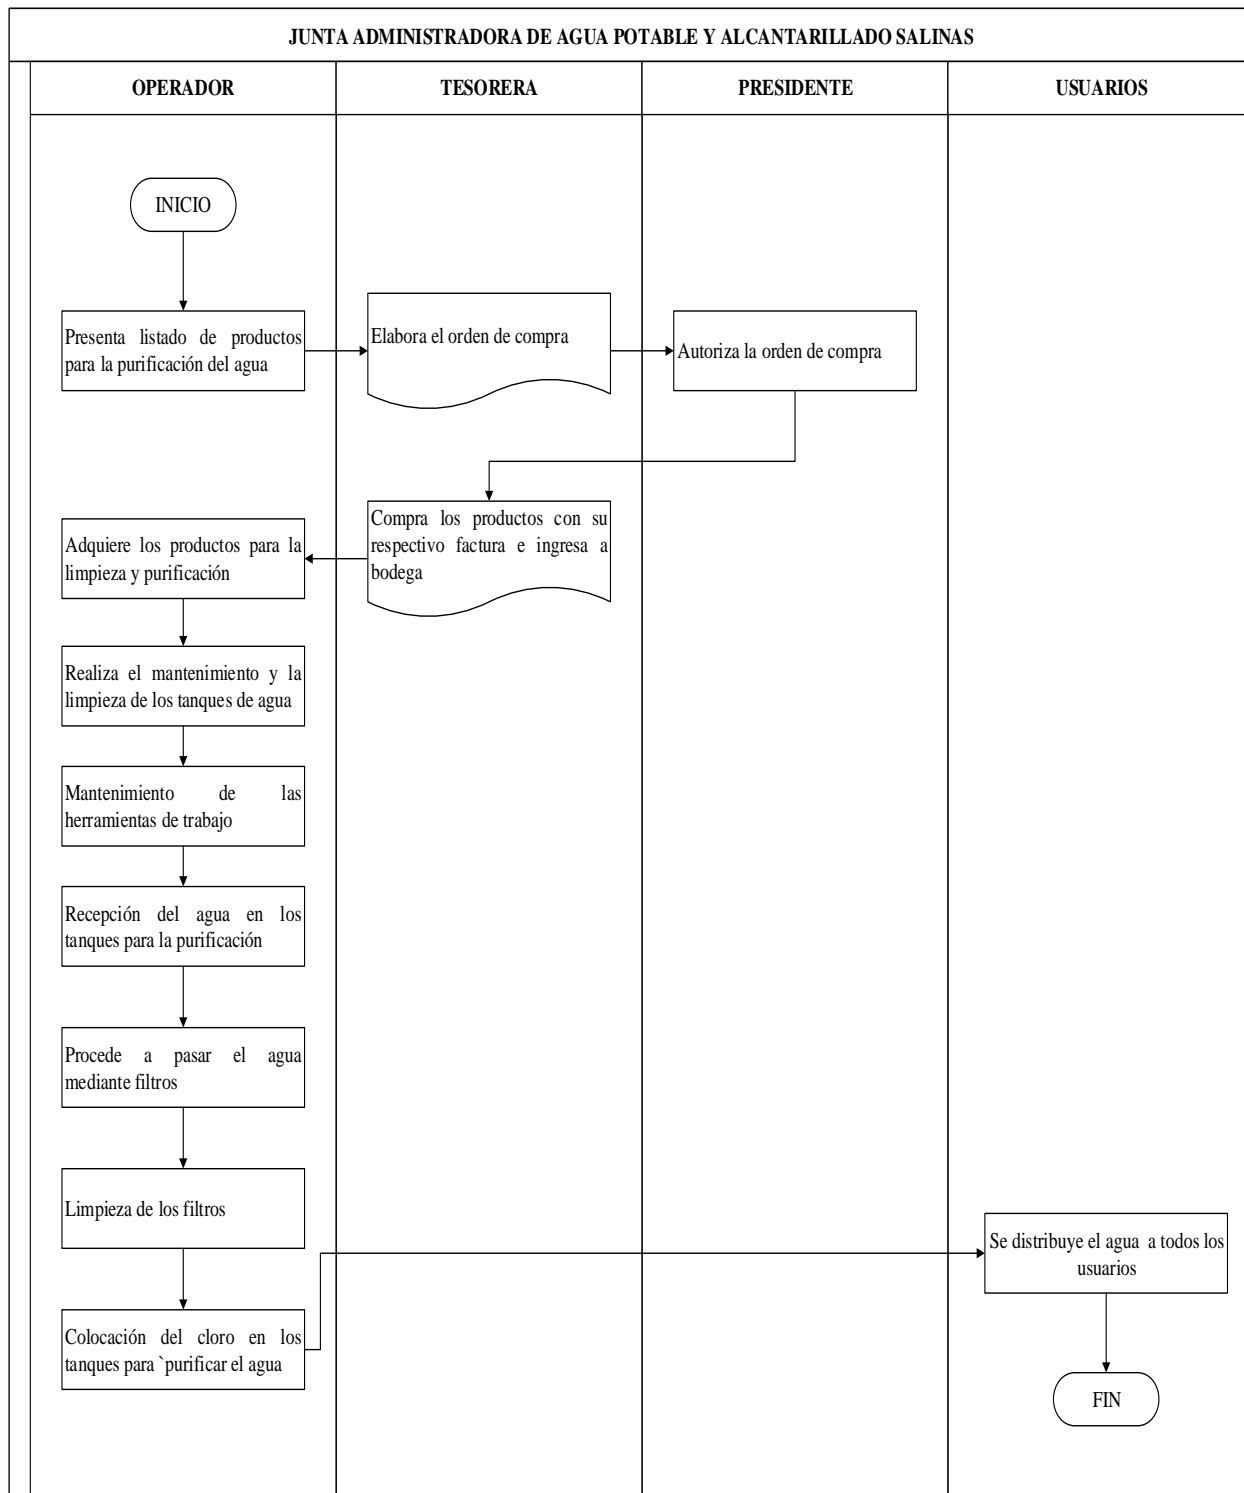 JUNTA ADMINISTRADORA DE AGUA POTABLE Y ALCANTARILLADO SALINAS
OPERADOR
TESORERA
PRESIDENTE
USUARIOS
INICIO
Presenta listado de productos
para la purificación del agua
Elabora el orden de compra
Autoriza la orden de compra
Compra los productos con su
respectivo factura e ingresa a
bodega
Adquiere los productos para la
limpieza y purificación
Realiza el mantenimiento y la
limpieza de los tanques de agua
Mantenimiento de las
herramientas de trabajo
Recepción del agua en los
tanques para la purificación
Procede a pasar el agua
mediante filtros
Limpieza de los filtros
Colocación del cloro en los
tanques para `purificar el agua
Se distribuye el agua a todos los
usuarios
FIN